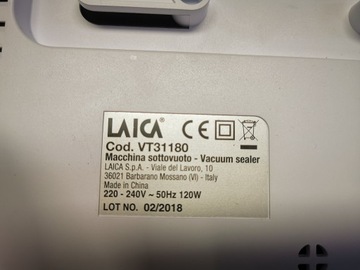 LAICA
Cod. VT31180
Macchina sottovuoto - Vacuum sealer
LAICA S.p.A. - Viale del Lavoro, 10
36021 Barbarano Mossano (VI) - Italy
Made in China
220 - 240V ~ 50Hz 120W
LOT NO. 02/2018